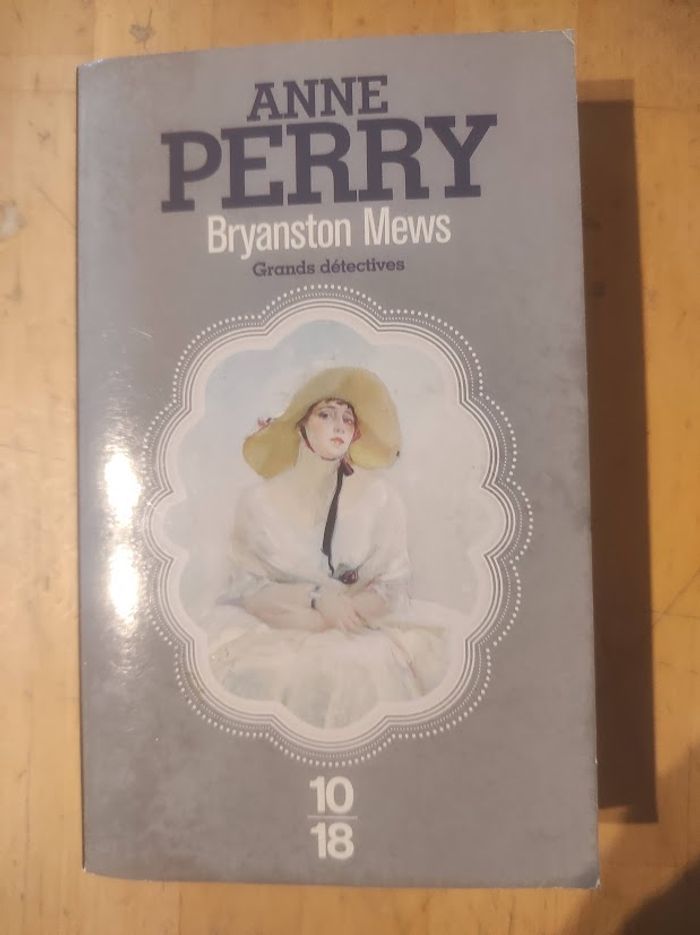 ANNE
PERRY
Bryanston Mews
Grands détectives
10
18